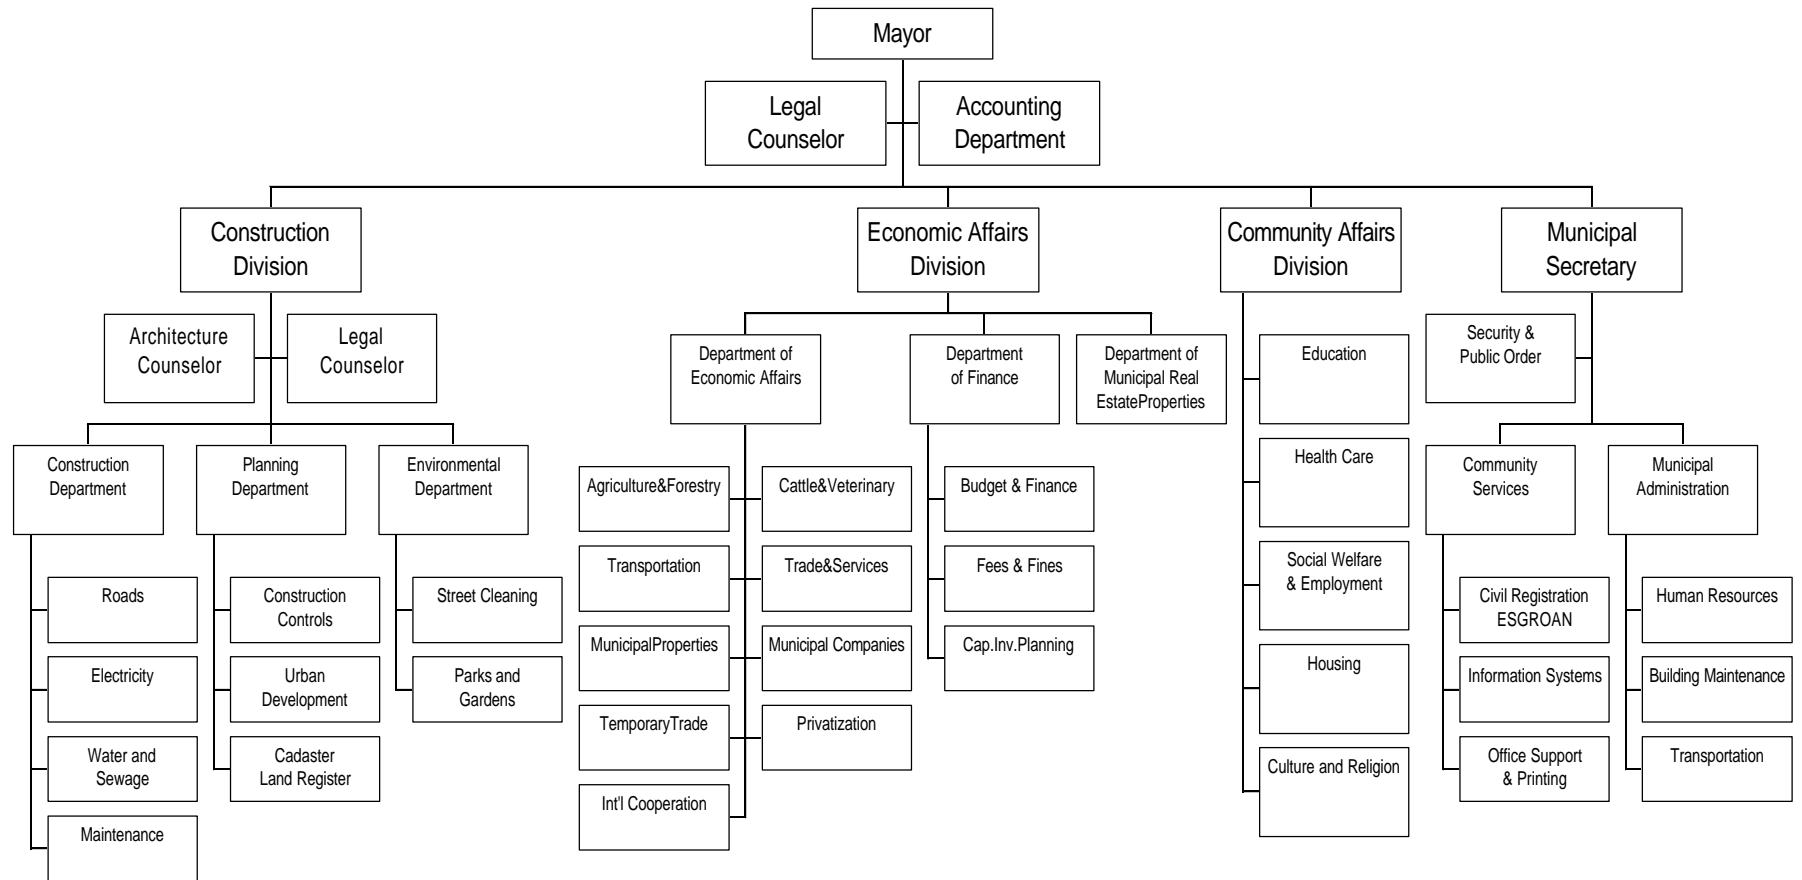 Mayor
Legal
Counselor
Accounting
Department
Construction
Division
Economic Affairs
Division
Community Affairs
Division
Municipal
Secretary
Architecture
Counselor
Legal
Counselor
Department of
Economic Affairs
Department
of Finance
Department of
Municipal Real
EstateProperties
Education
Security &
Public Order
Construction
Department
Planning
Department
Environmental
Department
Agriculture&Forestry
Cattle&Veterinary
Budget & Finance
Health Care
Community
Services
Municipal
Administration
Transportation
Trade&Services
Fees & Fines
Social Welfare
& Employment
Roads
Construction
Controls
Street Cleaning
Civil Registration
ESGROAN
Human Resources
MunicipalProperties
Municipal Companies
Cap.Inv.Planning
Housing
Electricity
Urban
Development
Parks and
Gardens
Information Systems
Building Maintenance
TemporaryTrade
Privatization
Water and
Sewage
Cadaster
Land Register
Culture and Religion
Office Support
& Printing
Transportation
Int'l Cooperation
Maintenance